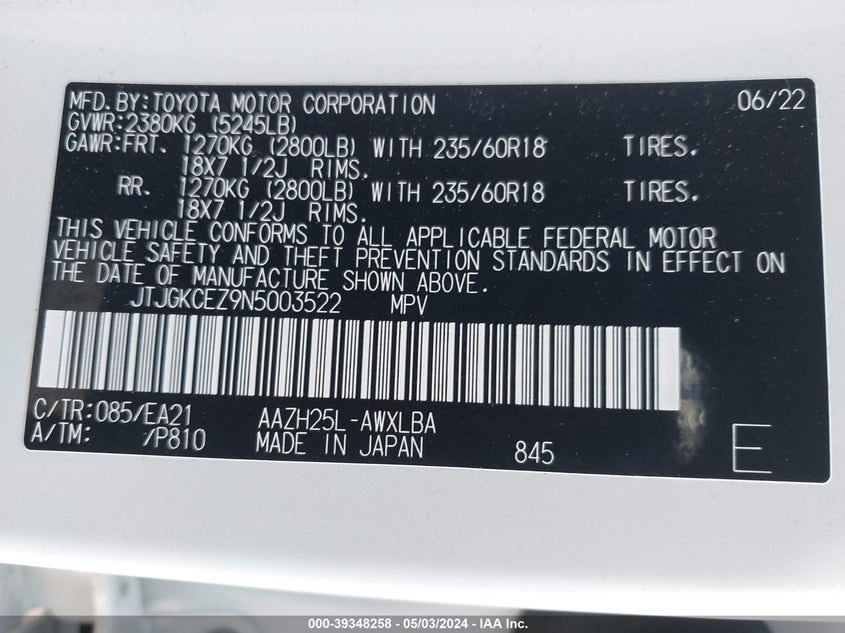 MFD. BY: TOYOTA MOTOR CORPORATION 06/22
GVWR: 2380KG (5245LB)
GAWR: FRT. 1270KG (2800LB) WITH 235/60R18 TIRES.
18X7 1/2J RIMS.
RR. 1270KG (2800LB) WITH 235/60R18 TIRES.
18X7 1/2J RIMS.
THIS VEHICLE CONFORMS TO ALL APPLICABLE FEDERAL MOTOR
VEHICLE SAFETY AND THEFT PREVENTION STANDARDS IN EFFECT ON
THE DATE OF MANUFACTURE SHOWN ABOVE.
JTJGKCEZ9N5003522 MPV
C/TR: 085/EA21 AAZH25L-AWXLBA
A/TM: /P810 MADE IN JAPAN 845 E
000-39348258 - 05/03/2024 - IAA Inc.